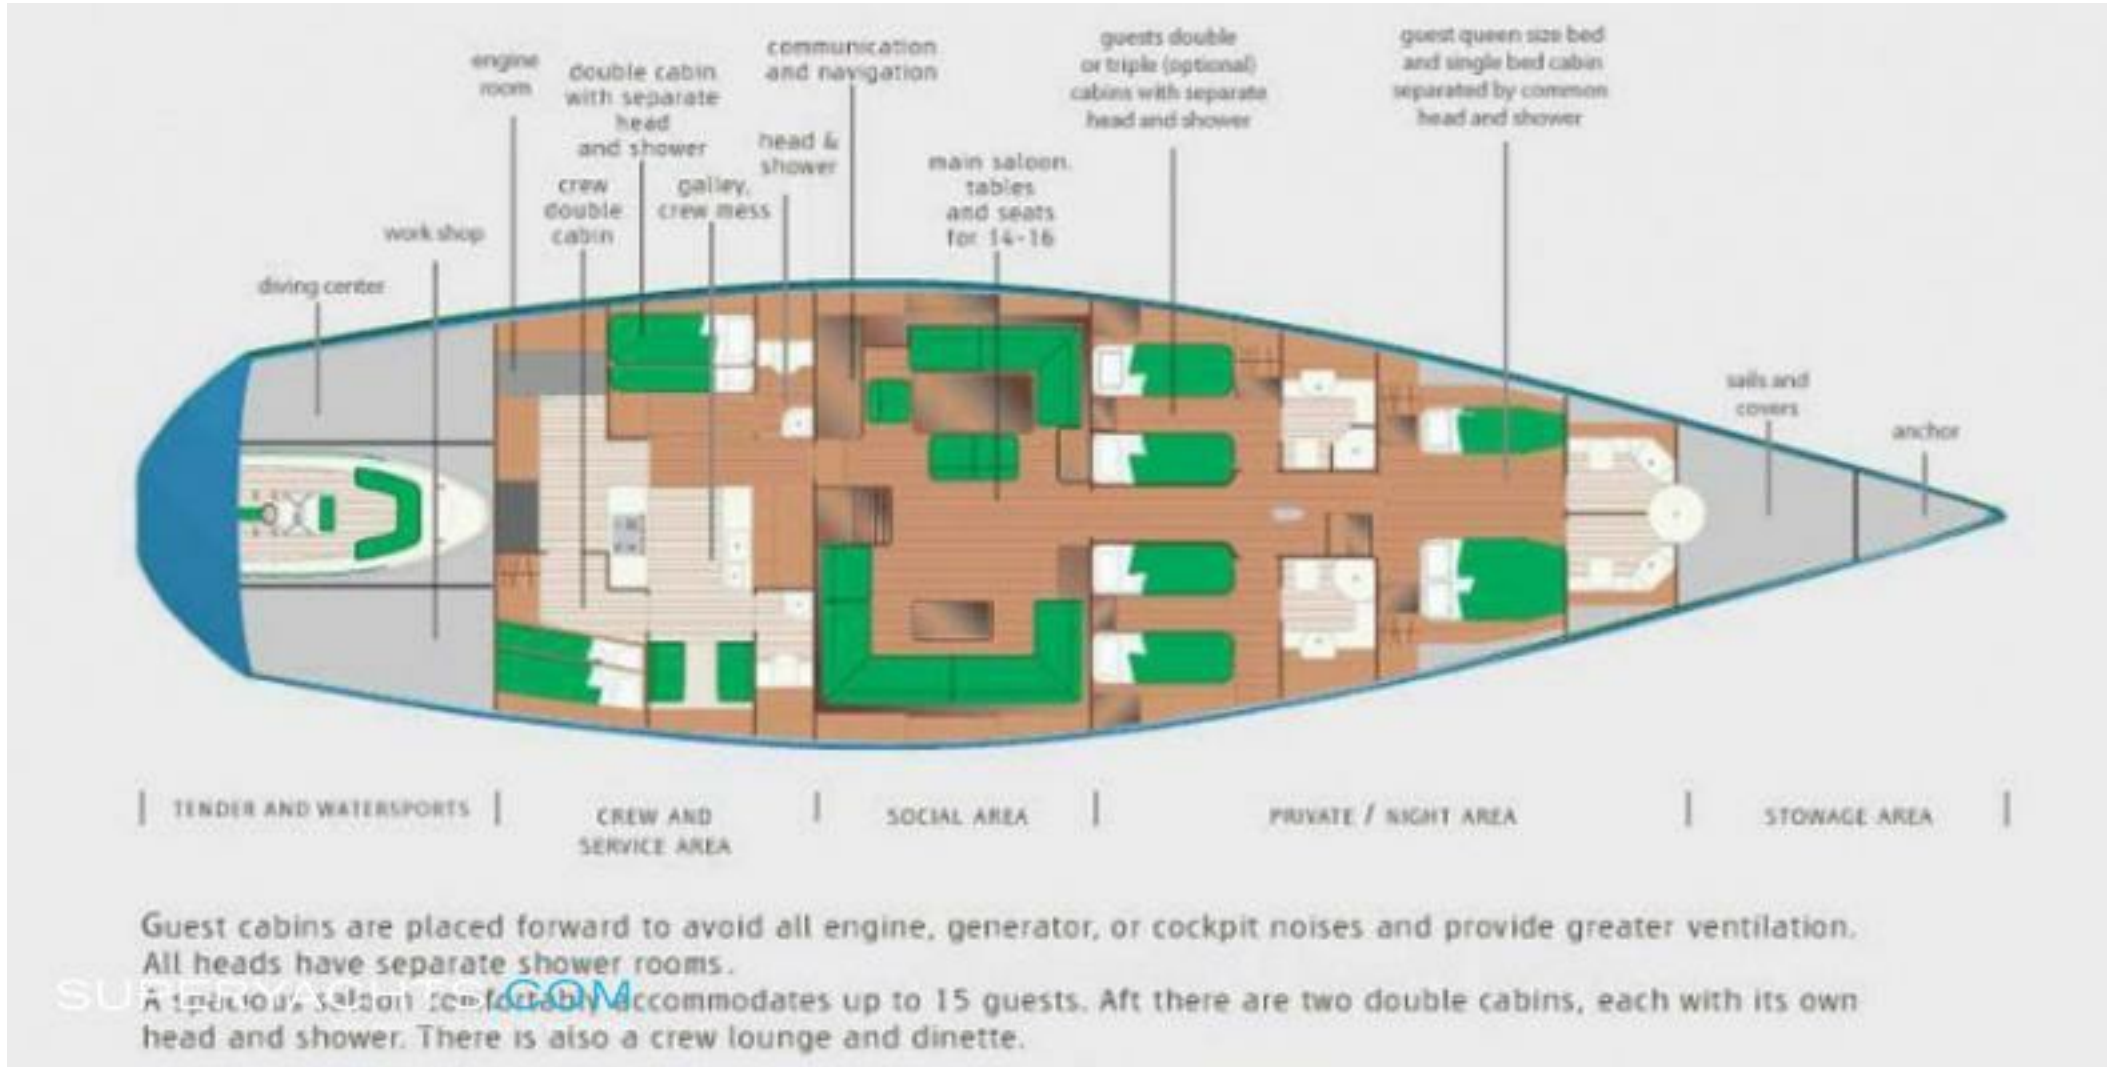 engine
room
double cabin
with separate
head
and shower
communication
and navigation
guests double
or triple (optional)
cabins with separate
head and shower
guest queen size bed
and single bed cabin
separated by common
head and shower
head &
shower
main saloon,
tables
and seats
for 14-16
crew
double
cabin
galley,
crew mess
work shop
diving center
sails and
covers
anchor
TENDER AND WATERSPORTS
CREW AND
SERVICE AREA
SOCIAL AREA
PRIVATE / NIGHT AREA
STOWAGE AREA
Guest cabins are placed forward to avoid all engine, generator, or cockpit noises and provide greater ventilation.
All heads have separate shower rooms.
A spacious saloon comfortably accommodates up to 15 guests. Aft there are two double cabins, each with its own
SUPERYACHTS.COM
head and shower. There is also a crew lounge and dinette.